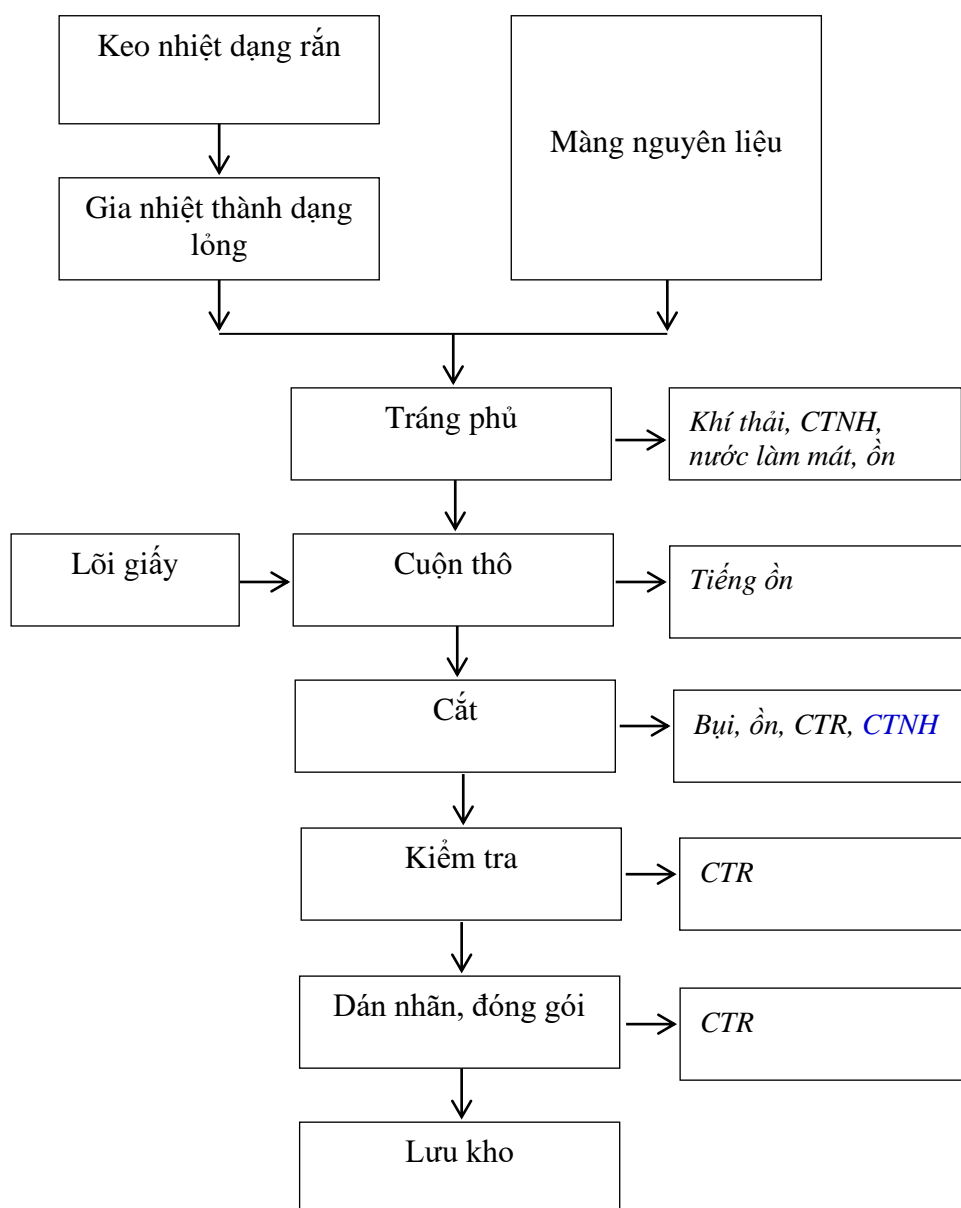 Keo nhiệt dạng rắn
Màng nguyên liệu
Gia nhiệt thành dạng
lỏng
Tráng phủ
Khí thải, CTNH,
nước làm mát, ồn
Lõi giấy
Cuộn thô
Tiếng ồn
Cắt
Bụi, ồn, CTR, CTNH
Kiểm tra
CTR
Dán nhãn, đóng gói
CTR
Lưu kho